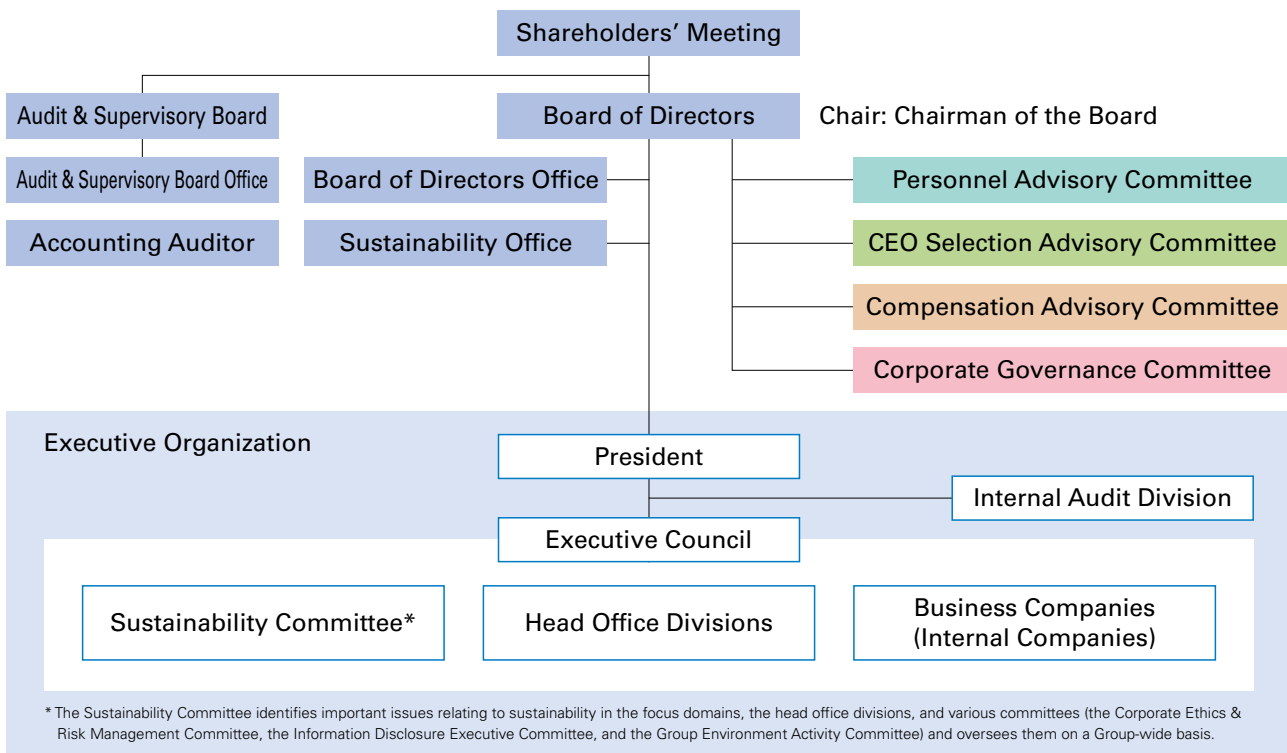 Shareholders’ Meeting
Audit & Supervisory Board
Board of Directors
Chair: Chairman of the Board
Audit & Supervisory Board Office
Board of Directors Office
Personnel Advisory Committee
Accounting Auditor
Sustainability Office
CEO Selection Advisory Committee
Compensation Advisory Committee
Corporate Governance Committee
Executive Organization
President
Internal Audit Division
Executive Council
Sustainability Committee*
Head Office Divisions
Business Companies
(Internal Companies)
* The Sustainability Committee identifies important issues relating to sustainability in the focus domains, the head office divisions, and various committees (the Corporate Ethics &
Risk Management Committee, the Information Disclosure Executive Committee, and the Group Environment Activity Committee) and oversees them on a Group-wide basis.